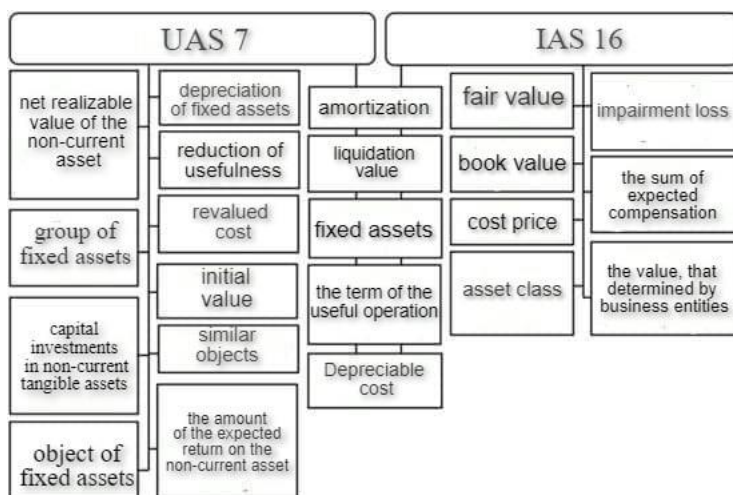 UAS 7
IAS 16
net realizable
value of the
non-current
asset
group of
fixed assets
capital
investments
in non-current
tangible assets
object of
fixed assets
depreciation
of fixed assets
reduction of
usefulness
revalued
cost
initial
value
similar
objects
the amount
of the expected
return on the
non-current asset
amortization
liquidation
value
fixed assets
the term of the
useful operation
Depreciable
cost
fair value
book value
cost price
asset class
impairment loss
the sum of
expected
compensation
the value, that
determined by
business entities